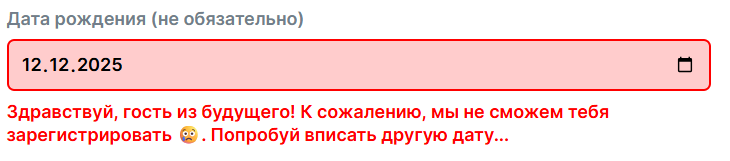 Дата рождения (не обязательно)
12.12.2025
Здравствуй, гость из будущего! К сожалению, мы не сможем тебя
зарегистрировать 😢. Попробуй вписать другую дату...